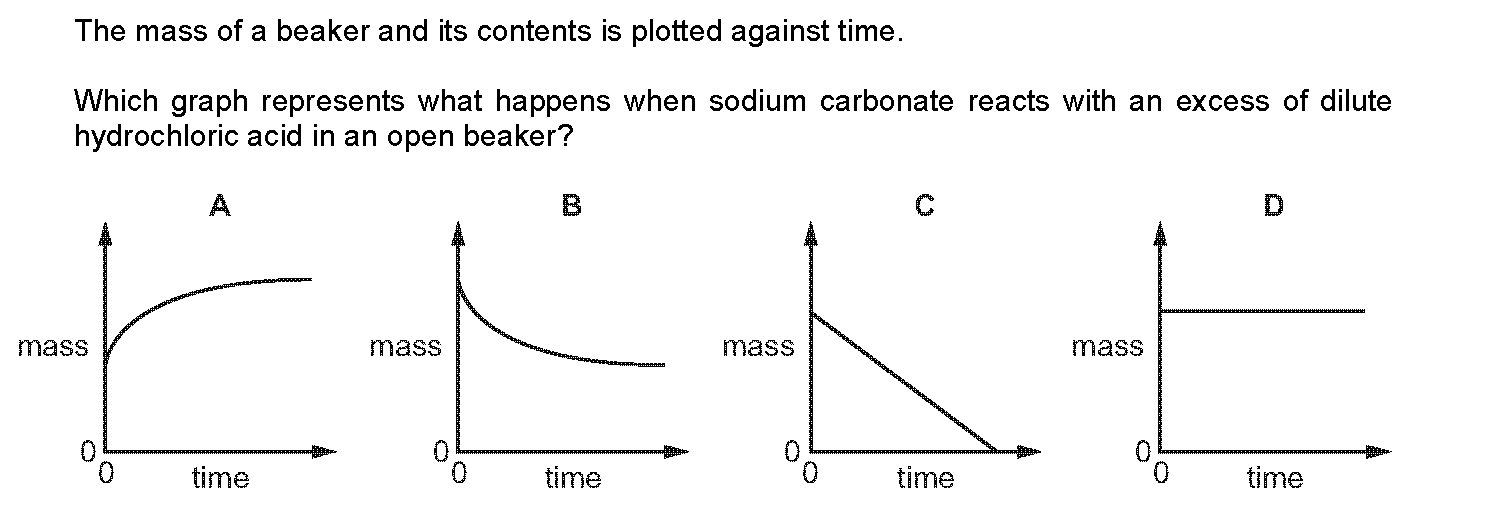 The mass of a beaker and its contents is plotted against time.
Which graph represents what happens when sodium carbonate reacts with an excess of dilute
hydrochloric acid in an open beaker?
A B C D
mass mass mass mass
0 0 0 0
0 time 0 time 0 time 0 time